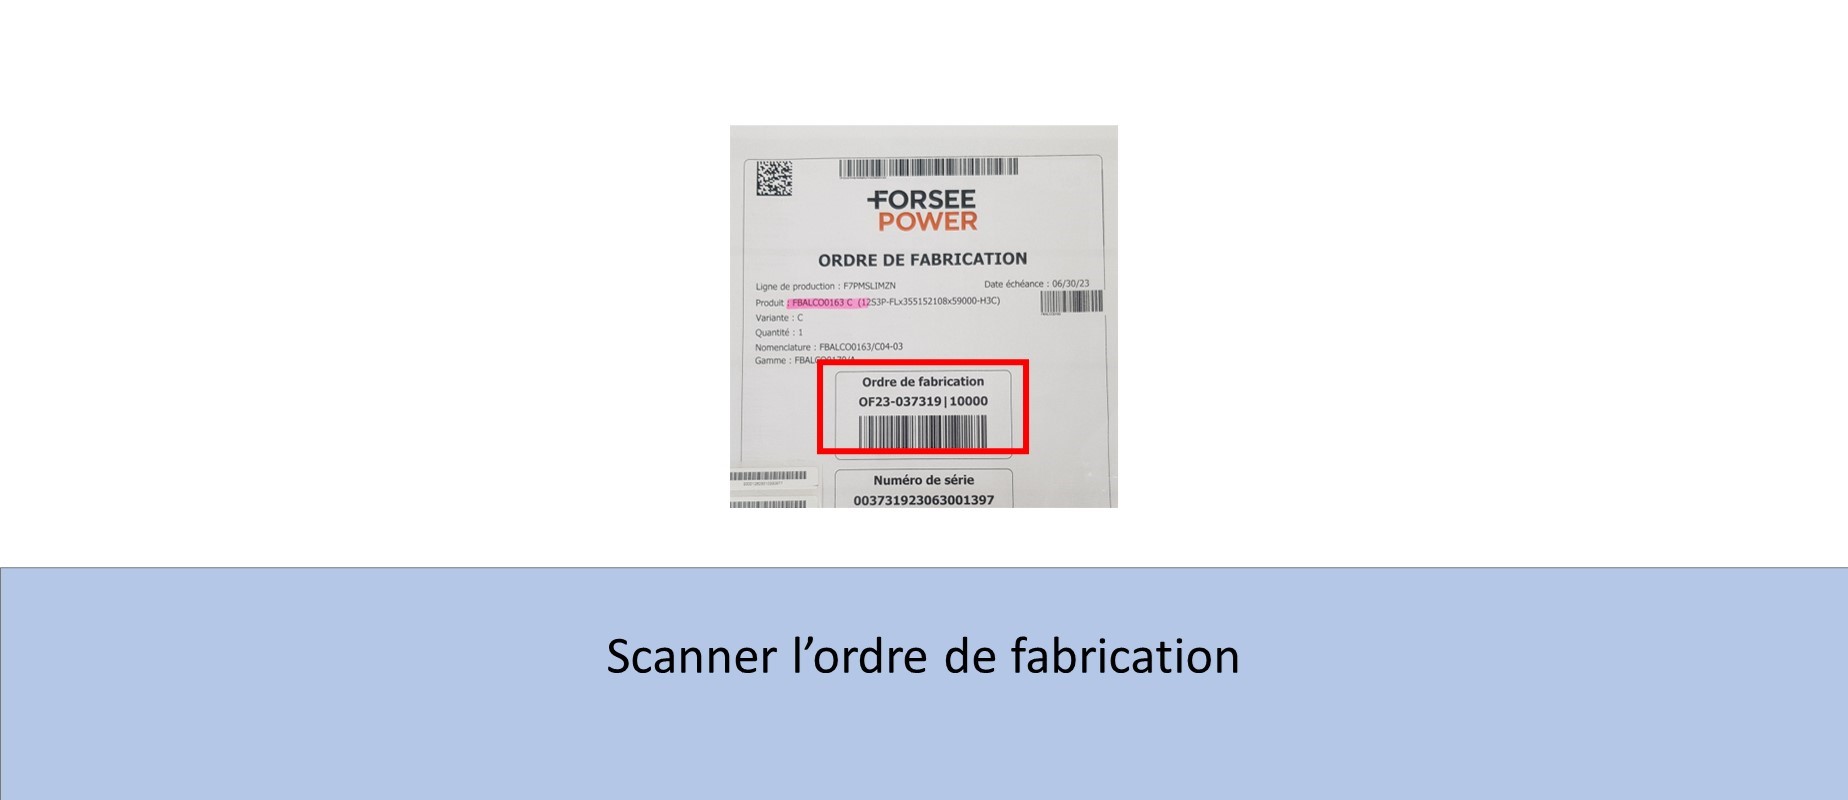 FORSEE
POWER
ORDRE DE FABRICATION
Ligne de production : F7PMSLIMZN
Date échéance : 06/30/23
Produit : FBALCO0163 C (12S3P-FLx355152108x59000-H3C)
Variante : C
Quantité : 1
Nomenclature : FBALCO0163/C04-03
Gamme :
Ordre de fabrication
OF23-037319|10000
Numéro de série
003731923063001397
Scanner l’ordre de fabrication